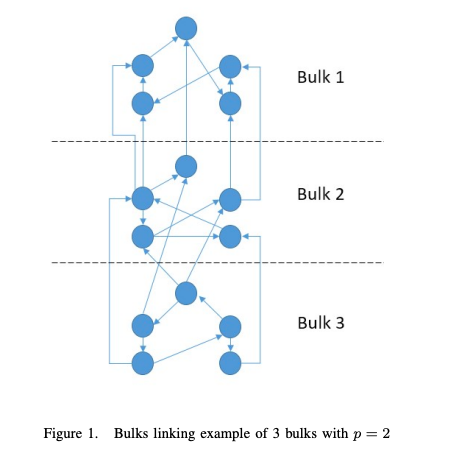 Bulk 1
Bulk 2
Bulk 3
Figure 1. Bulks linking example of 3 bulks with p = 2